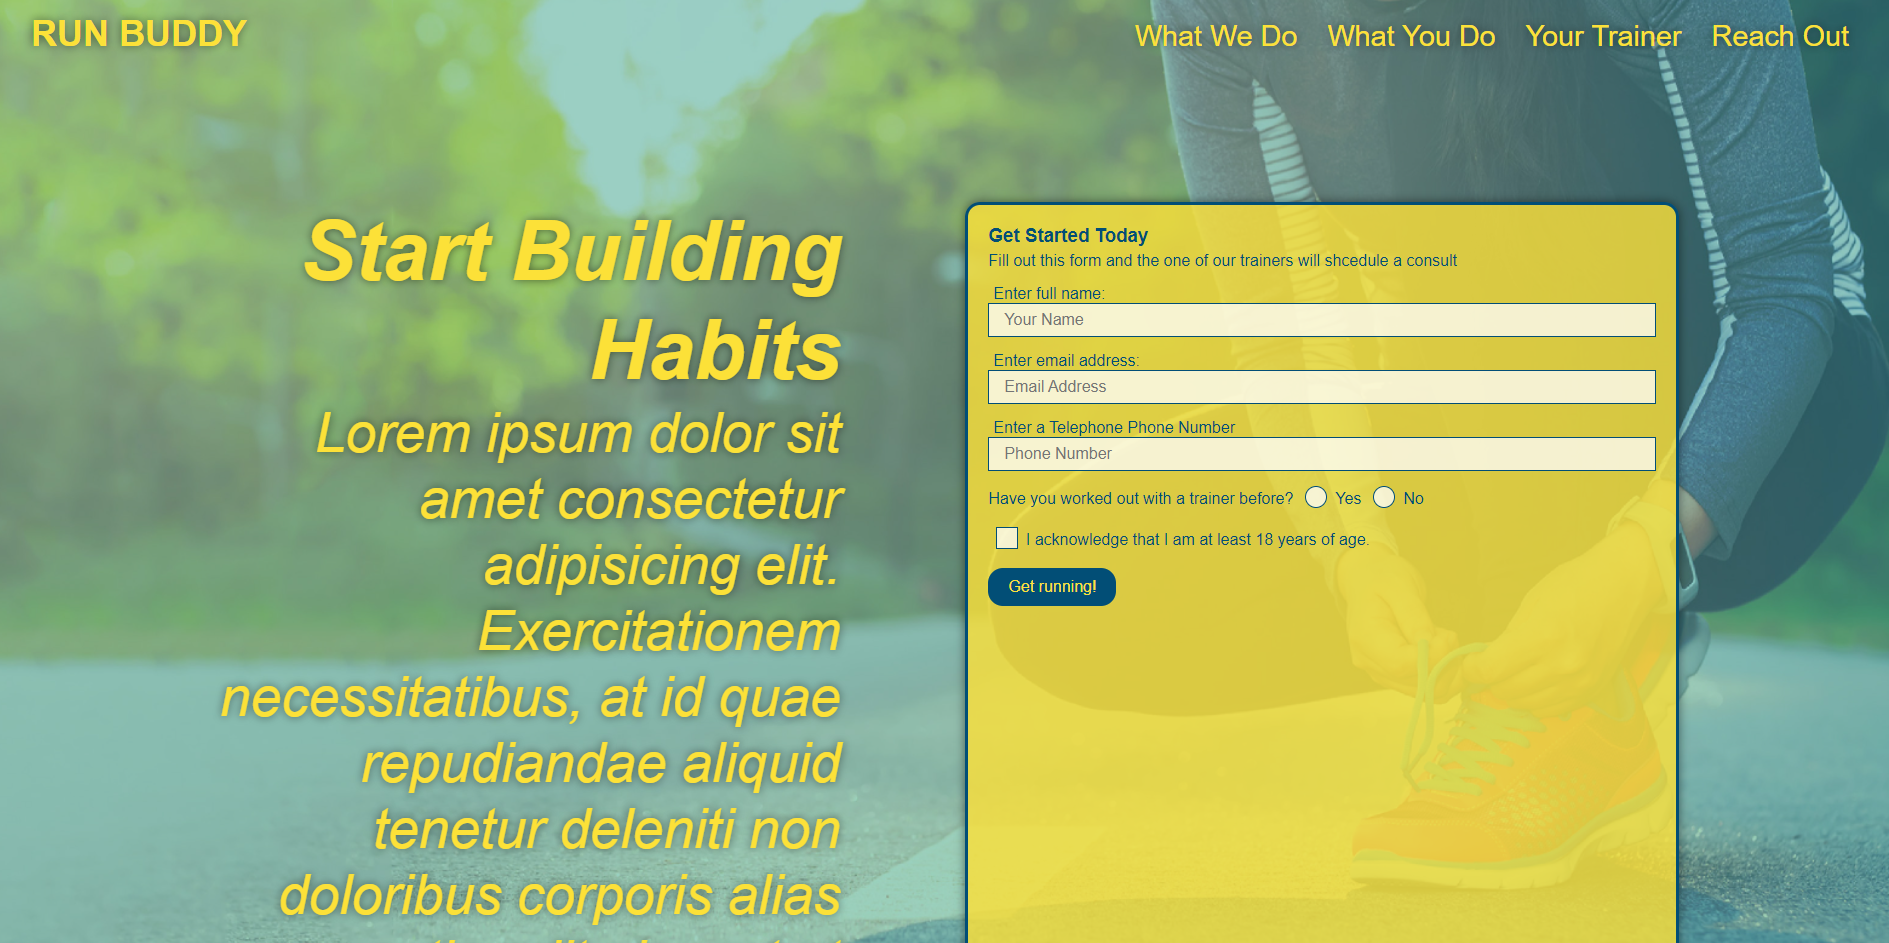 RUN BUDDY
What We Do What You Do Your Trainer Reach Out
Start Building
Habits
Lorem ipsum dolor sit
amet consectetur
adipisicing elit.
Exercitationem
necessitatibus, at id quae
repudiandae aliquid
tenetur deleniti non
doloribus corporis alias
Get Started Today
Fill out this form and the one of our trainers will shcedule a consult
Enter full name:
Your Name
Enter email address:
Email Address
Enter a Telephone Phone Number
Phone Number
Have you worked out with a trainer before? Yes No
I acknowledge that I am at least 18 years of age.
Get running!